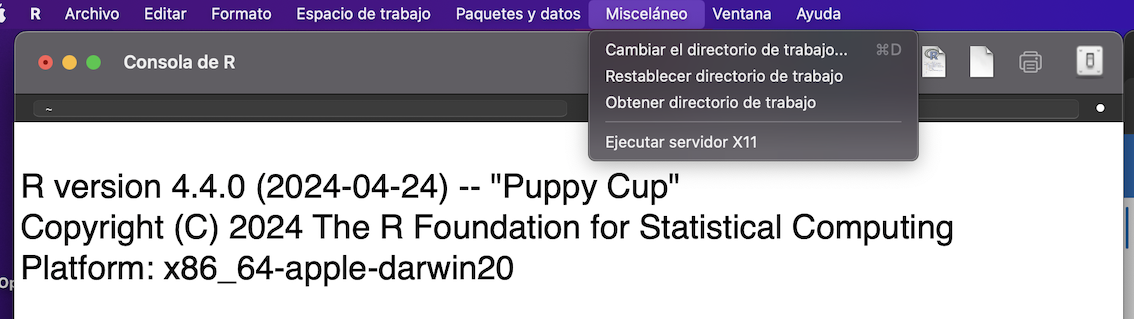 R Archivo Editar Formato Espacio de trabajo Paquetes y datos Misceláneo Ventana Ayuda
Consola de R
Cambiar el directorio de trabajo... ⌘D
Restablecer directorio de trabajo
Obtener directorio de trabajo
Ejecutar servidor X11
~
R version 4.4.0 (2024-04-24) -- "Puppy Cup"
Copyright (C) 2024 The R Foundation for Statistical Computing
Platform: x86_64-apple-darwin20
Op